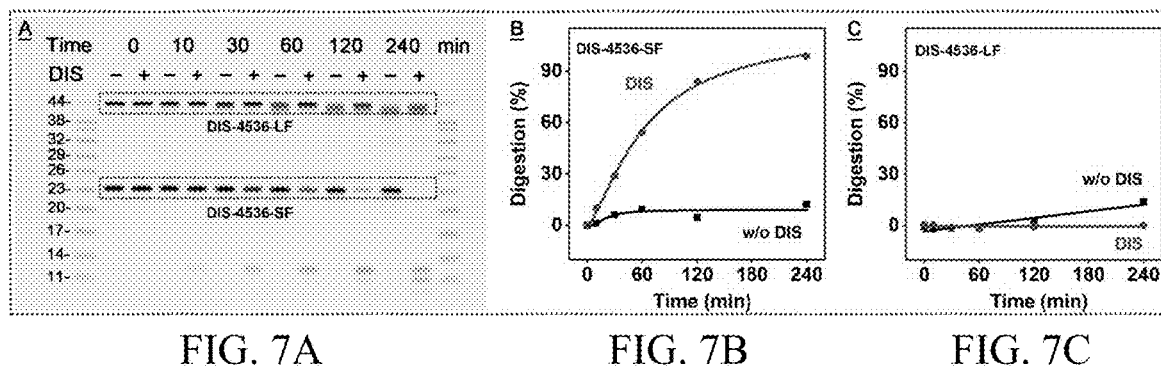 A
Time 0 10 30 60 120 240 min
DIS - + - + - + - + - + - +
44-
DIS-4536-LF
38-
32-
29-
26-
23-
DIS-4536-SF
20-
17-
14-
11-
B
DIS-4536-SF
DIS
w/o DIS
Digestion (%)
90
60
30
0
0 60 120 180 240
Time (min)
C
DIS-4536-LF
w/o DIS
DIS
Digestion (%)
90
60
30
0
0 60 120 180 240
Time (min)
FIG. 7A FIG. 7B FIG. 7C